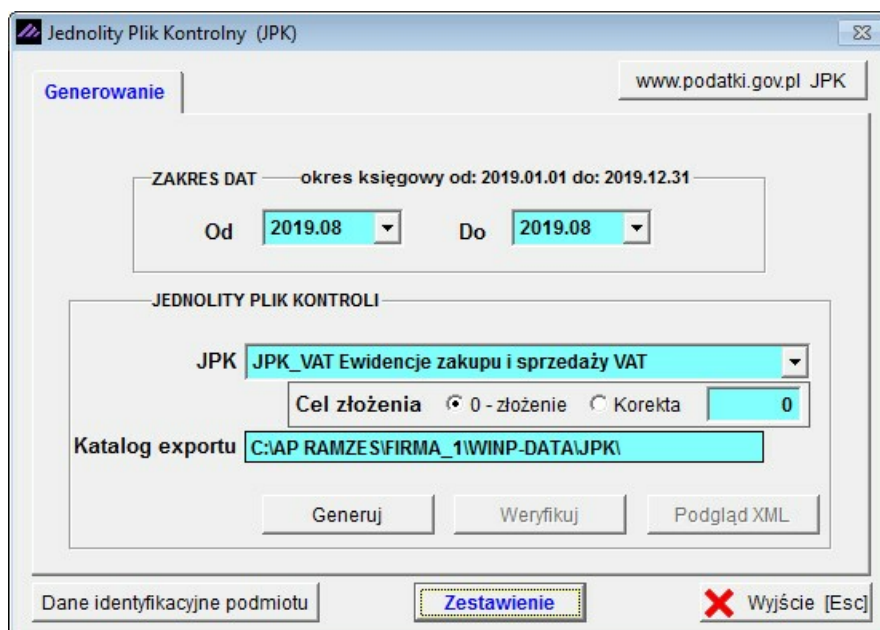 Jednolity Plik Kontrolny (JPK)
www.podatki.gov.pl JPK
Generowanie
ZAKRES DAT okres księgowy od: 2019.01.01 do: 2019.12.31
Od 2019.08 Do 2019.08
JEDNOLITY PLIK KONTROLI
JPK JPK_VAT Ewidencje zakupu i sprzedaży VAT
Cel złożenia 0 - złożenie Korekta 0
Katalog exportu C:\AP RAMZES\FIRMA_1\WINP-DATA\JPK\
Generuj Weryfikuj Podgląd XML
Dane identyfikacyjne podmiotu Zestawienie Wyjście [Esc]